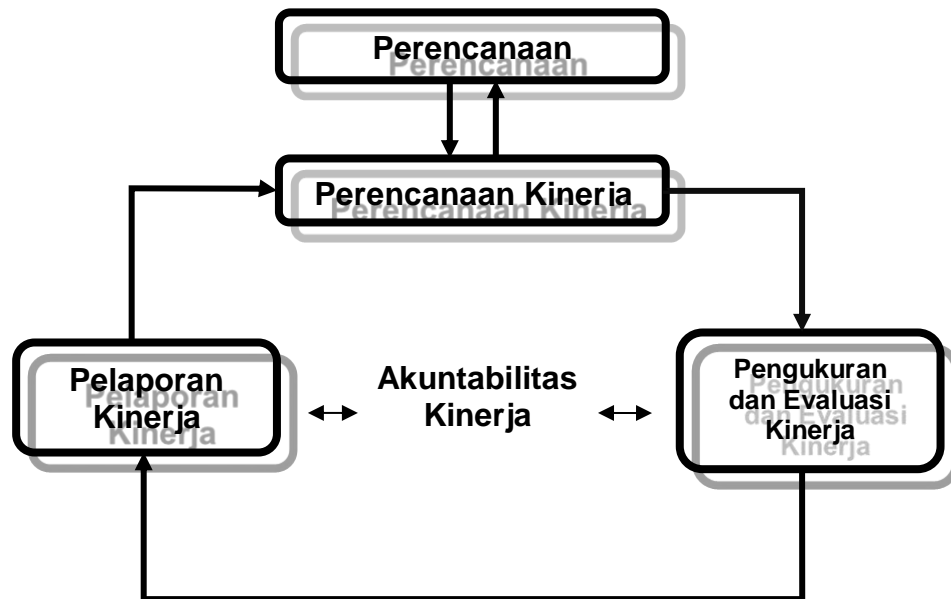 Perencanaan
Perencanaan Kinerja
Pelaporan
Kinerja
Akuntabilitas
Kinerja
Pengukuran
dan Evaluasi
Kinerja